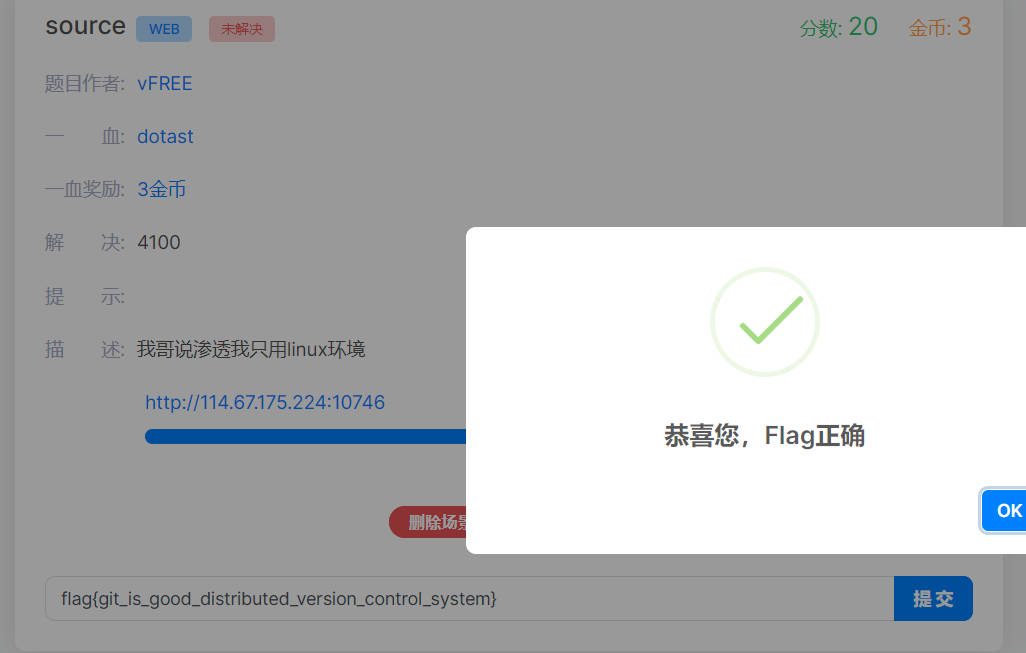 source WEB 未解决 分数: 20 金币: 3
题目作者: vFREE
一 血: dotast
一血奖励: 3金币
解 决: 4100
提 示:
描 述: 我哥说渗透我只用linux环境
http://114.67.175.224:10746
恭喜您，Flag正确
OK
删除场景
flag{git_is_good_distributed_version_control_system}
提交